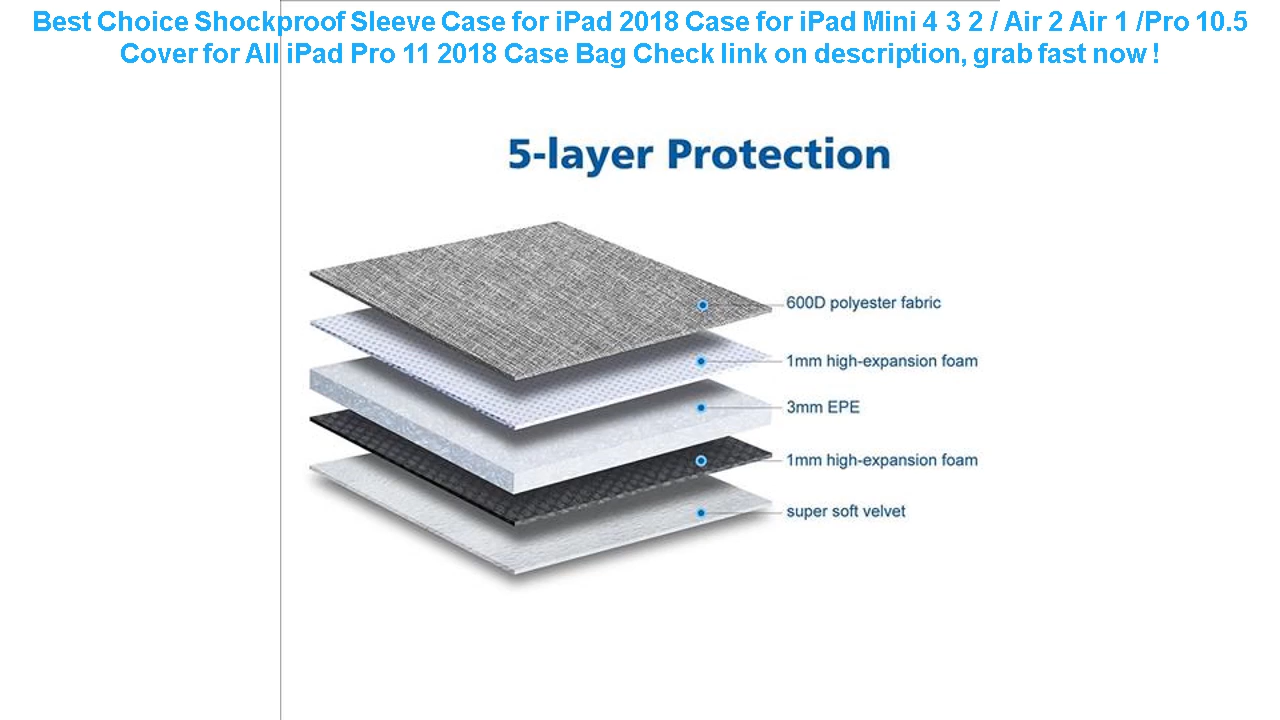 Best Choice Shockproof Sleeve Case for iPad 2018 Case for iPad Mini 4 3 2 / Air 2 Air 1 /Pro 10.5
Cover for All iPad Pro 11 2018 Case Bag Check link on description, grab fast now !
5-layer Protection
600D polyester fabric
1mm high-expansion foam
3mm EPE
1mm high-expansion foam
super soft velvet